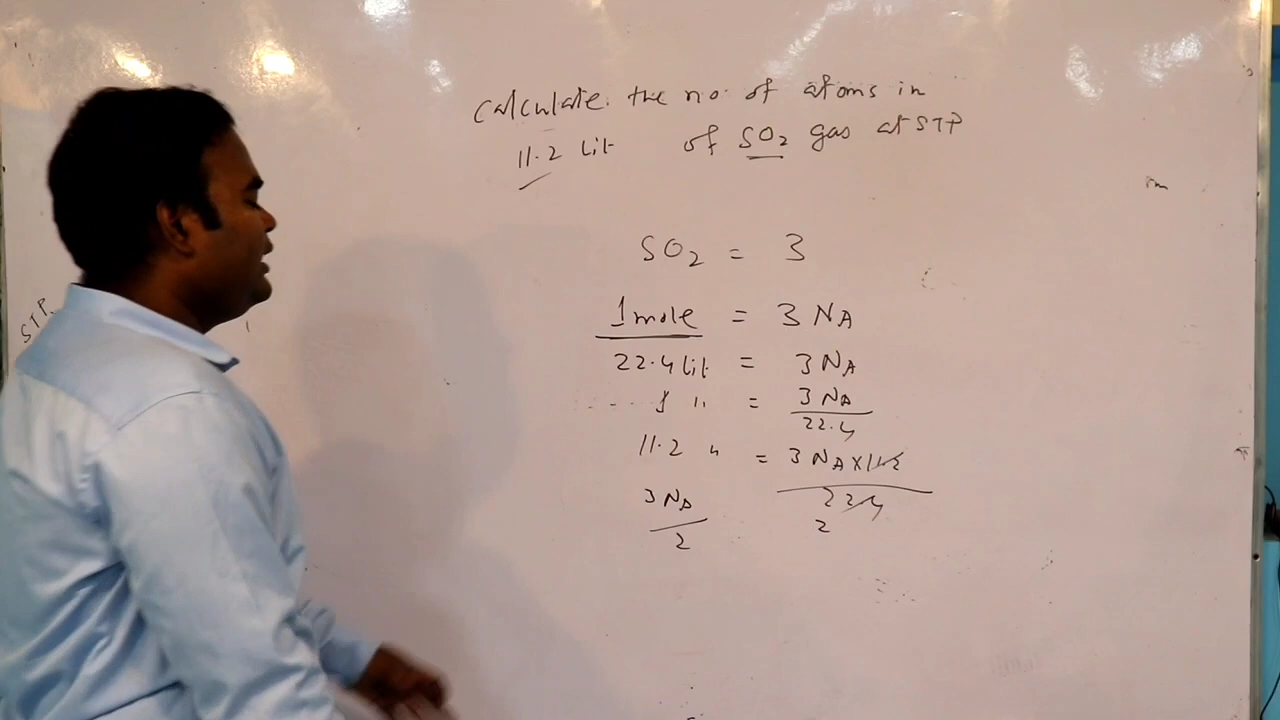 Calculate the no. of atoms in
11.2 lit of SO₂ gas at STP
STP
SO₂ = 3
1 mole = 3 NA
22.4 lit = 3 NA
1 " = 3 NA / 22.4
11.2 " = 3 NA × 11.2 / 22.4
2
3 NA / 2